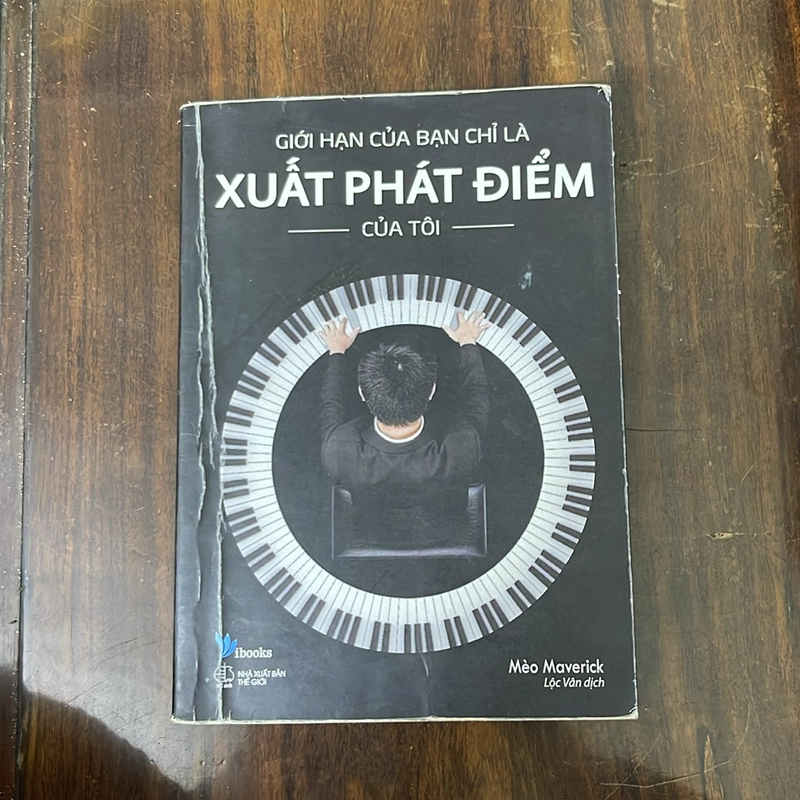 GIỚI HẠN CỦA BẠN CHỈ LÀ
XUẤT PHÁT ĐIỂM
CỦA TÔI
ibooks
NHÀ XUẤT BẢN
THẾ GIỚI
Mèo Maverick
Lộc Vân dịch